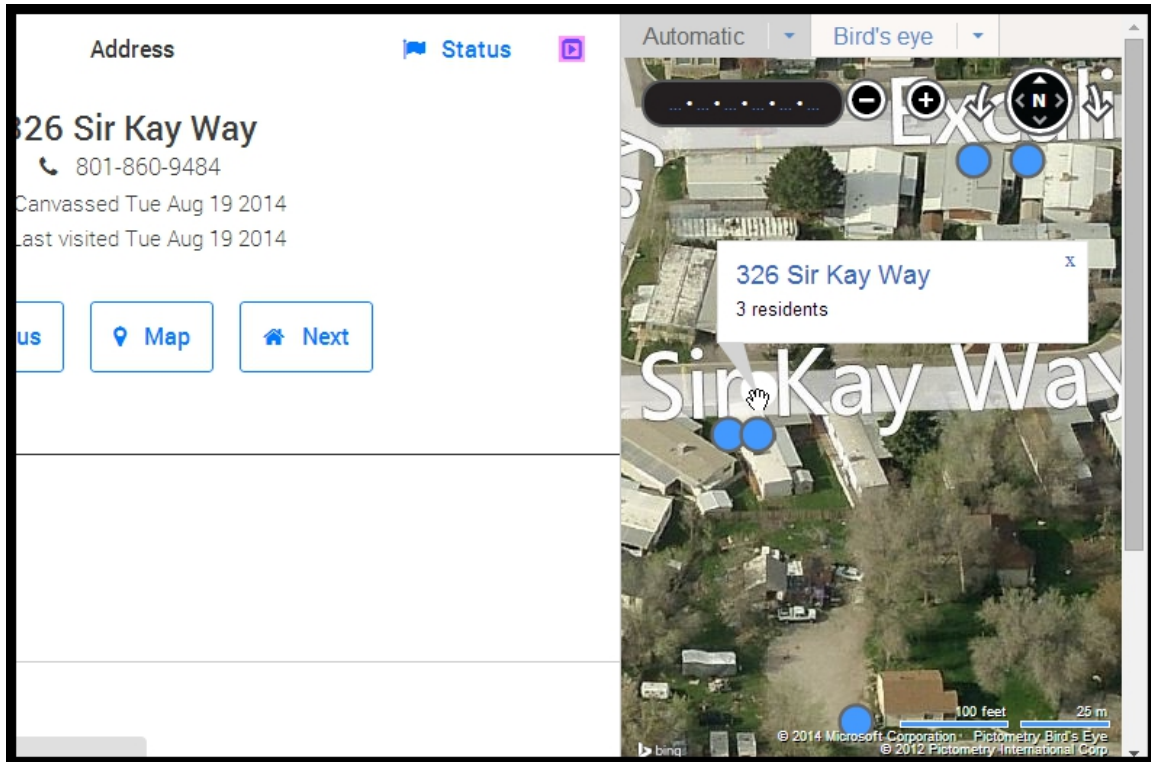 Address
Status
326 Sir Kay Way
801-860-9484
Canvassed Tue Aug 19 2014
Last visited Tue Aug 19 2014
us
Map
Next
Automatic
Bird's eye
N
Excali
ay
326 Sir Kay Way
x
3 residents
Sir Kay Way
100 feet
25 m
© 2014 Microsoft Corporation Pictometry Bird's Eye
© 2012 Pictometry International Corp
bing